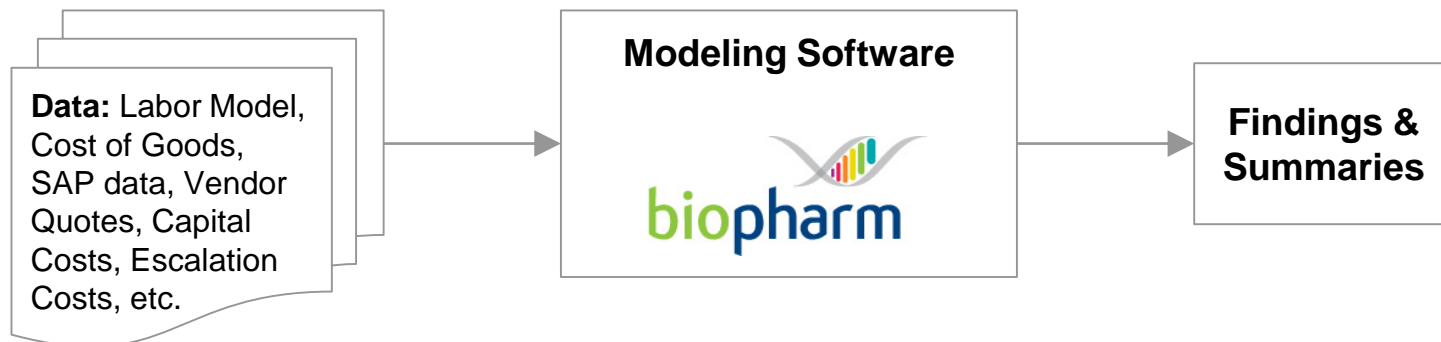 Data: Labor Model,
Cost of Goods,
SAP data, Vendor
Quotes, Capital
Costs, Escalation
Costs, etc.
Modeling Software
biopharm
Findings &
Summaries